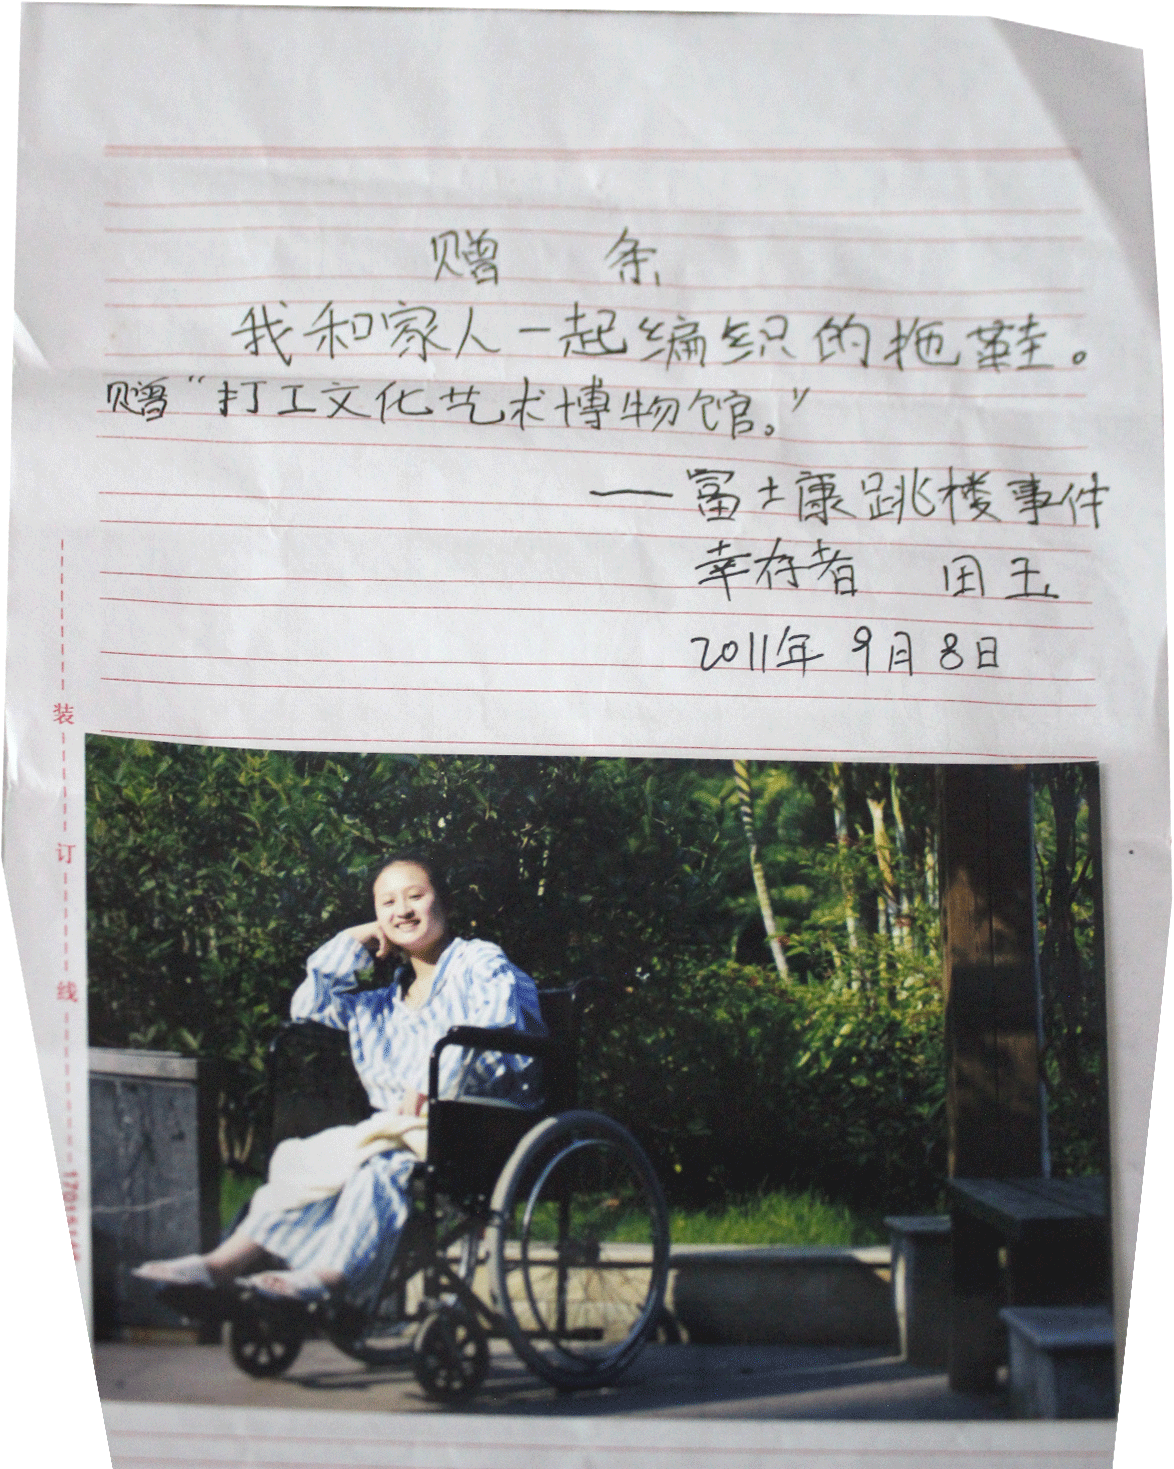 赠 条
我和家人一起编织的拖鞋。
赠"打工文化艺术博物馆。"
——富士康跳楼事件
幸存者 田玉
2011年 9月 8日
装
订
线